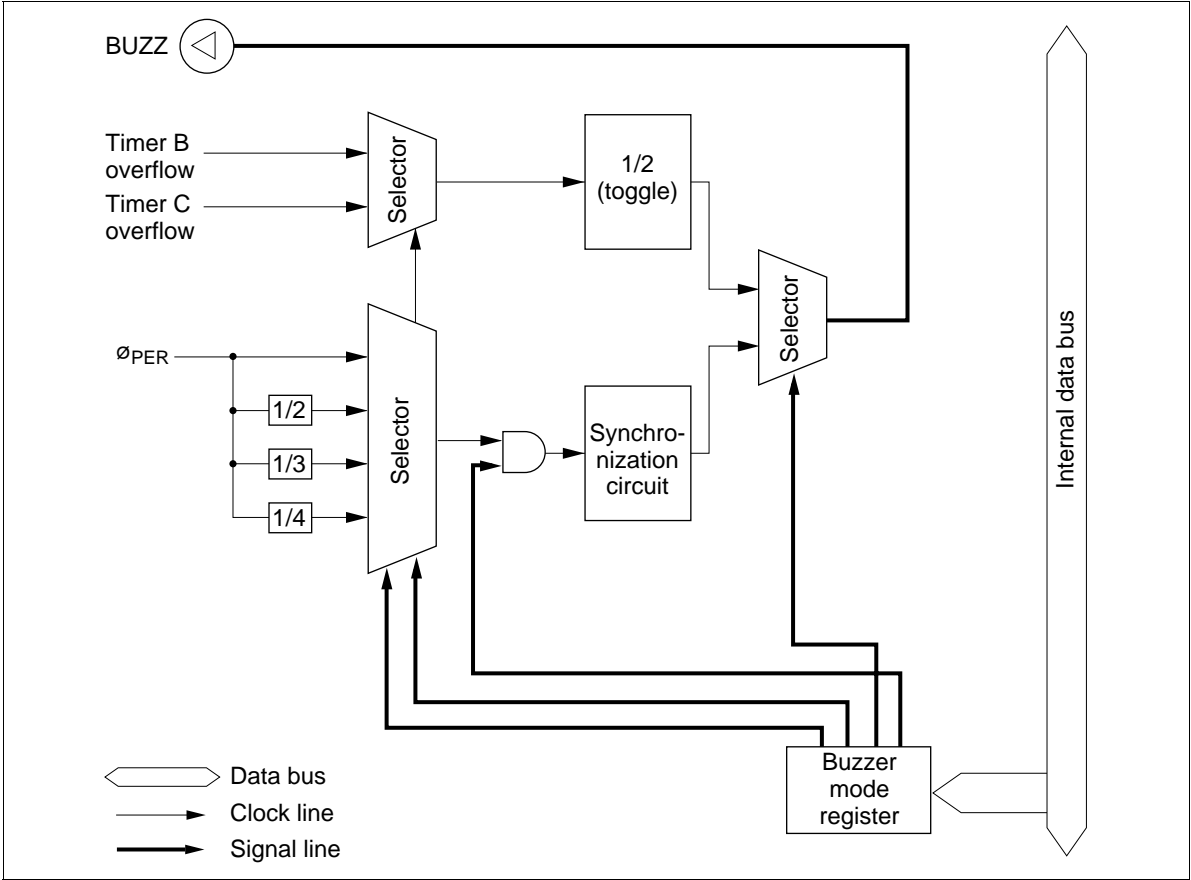 BUZZ
Timer B
overflow
Timer C
overflow
Selector
1/2
(toggle)
Selector
øPER
1/2
1/3
1/4
Selector
Synchro-
nization
circuit
Internal data bus
Buzzer
mode
register
Data bus
Clock line
Signal line